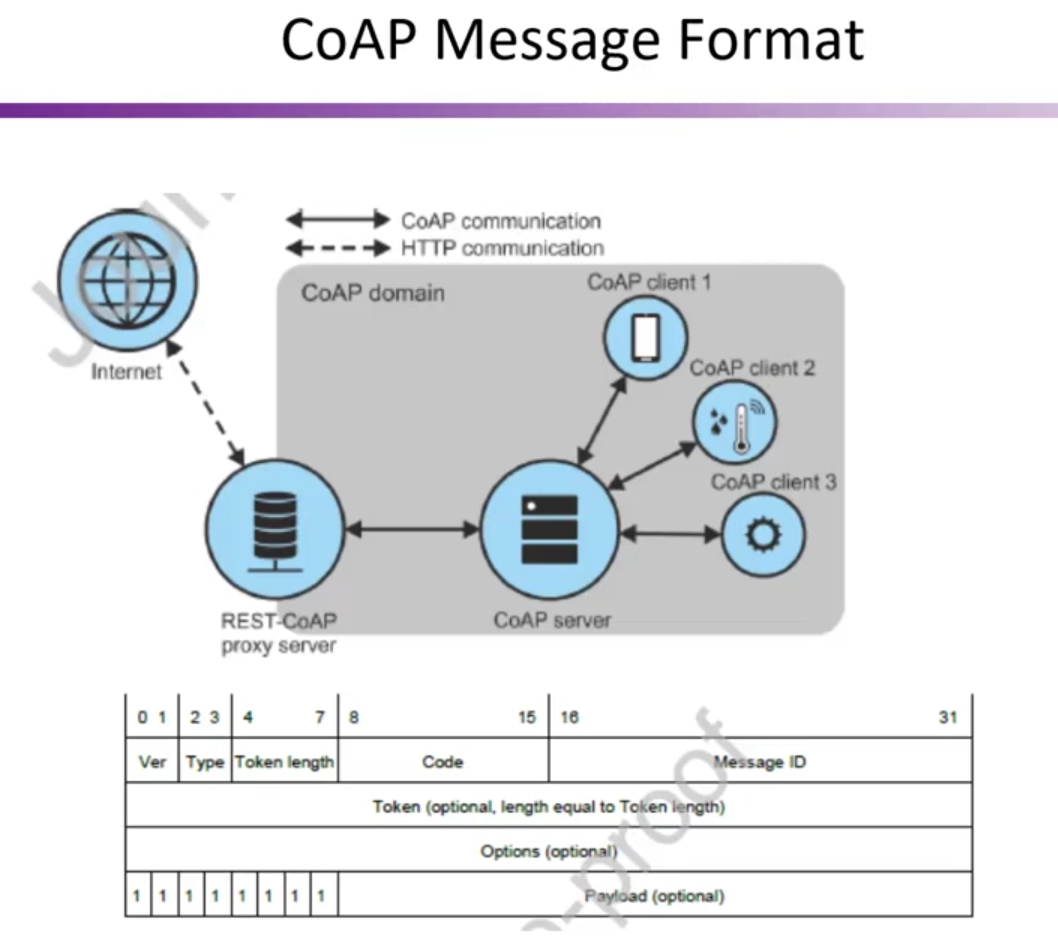 CoAP Message Format
CoAP communication
HTTP communication
CoAP domain
CoAP client 1
CoAP client 2
CoAP client 3
Internet
REST-CoAP
proxy server
CoAP server
0 1 2 3 4 7 8 15 16 31
Ver Type Token length Code Message ID
Token (optional, length equal to Token length)
Options (optional)
1 1 1 1 1 1 1 1 Payload (optional)